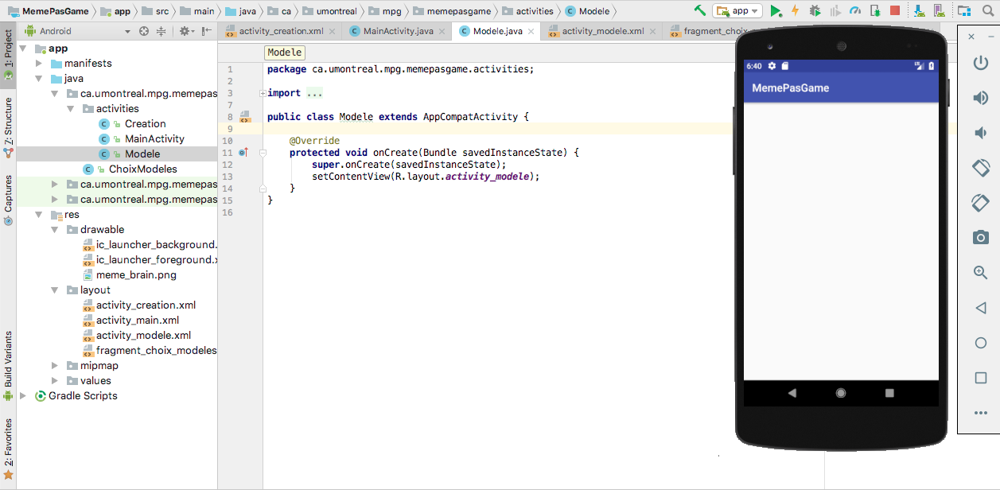 MemePasGame app src main java ca umontreal mpg memepasgame activities Modele app
Android
activity_creation.xml MainActivity.java Modele.java activity_modele.xml fragment_choix
1: Project
7: Structure
Captures
Build Variants
2: Favorites
app
manifests
java
ca.umontreal.mpg.memepas
activities
Creation
MainActivity
Modele
ChoixModeles
ca.umontreal.mpg.memepas
ca.umontreal.mpg.memepas
res
drawable
ic_launcher_background.
ic_launcher_foreground.x
meme_brain.png
layout
activity_creation.xml
activity_main.xml
activity_modele.xml
fragment_choix_modeles
mipmap
values
Gradle Scripts
Modele
1 package ca.umontreal.mpg.memepasgame.activities;
2
3 import ...
7
8 public class Modele extends AppCompatActivity {
9
10 @Override
11 protected void onCreate(Bundle savedInstanceState) {
12 super.onCreate(savedInstanceState);
13 setContentView(R.layout.activity_modele);
14 }
15 }
16
6:40
MemePasGame